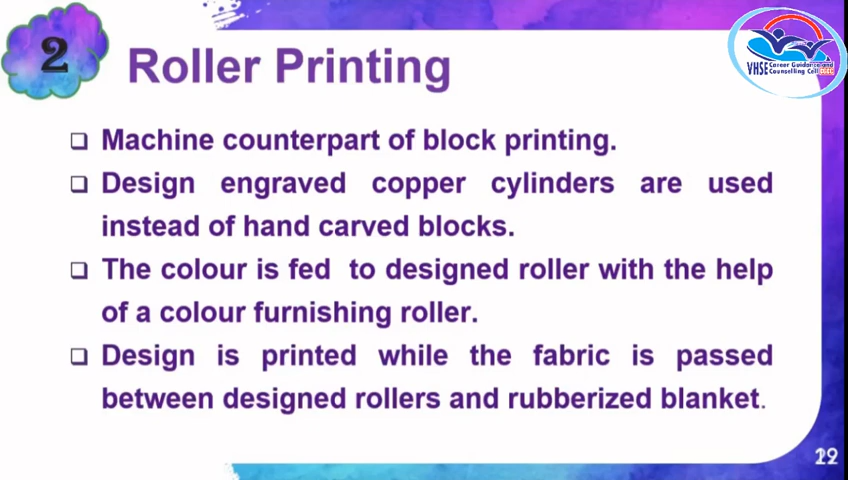 2
Roller Printing
VHSE Career Guidance and
Counselling Cell
Machine counterpart of block printing.
Design engraved copper cylinders are used
instead of hand carved blocks.
The colour is fed to designed roller with the help
of a colour furnishing roller.
Design is printed while the fabric is passed
between designed rollers and rubberized blanket.